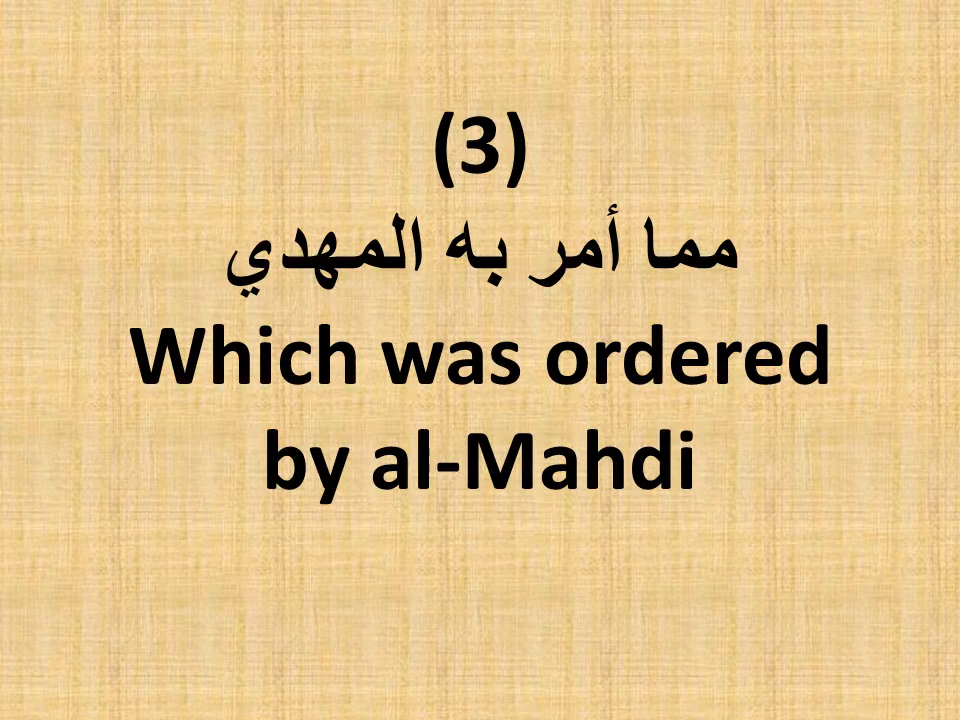 (3)
مما أمر به المهدي
Which was ordered
by al-Mahdi